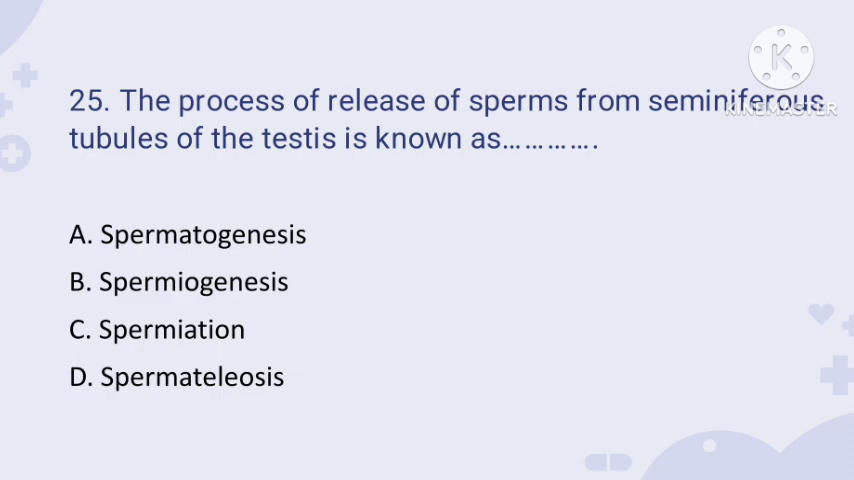 25. The process of release of sperms from seminiferous
tubules of the testis is known as………….
A. Spermatogenesis
B. Spermiogenesis
C. Spermiation
D. Spermateleosis
K
KINEMASTER